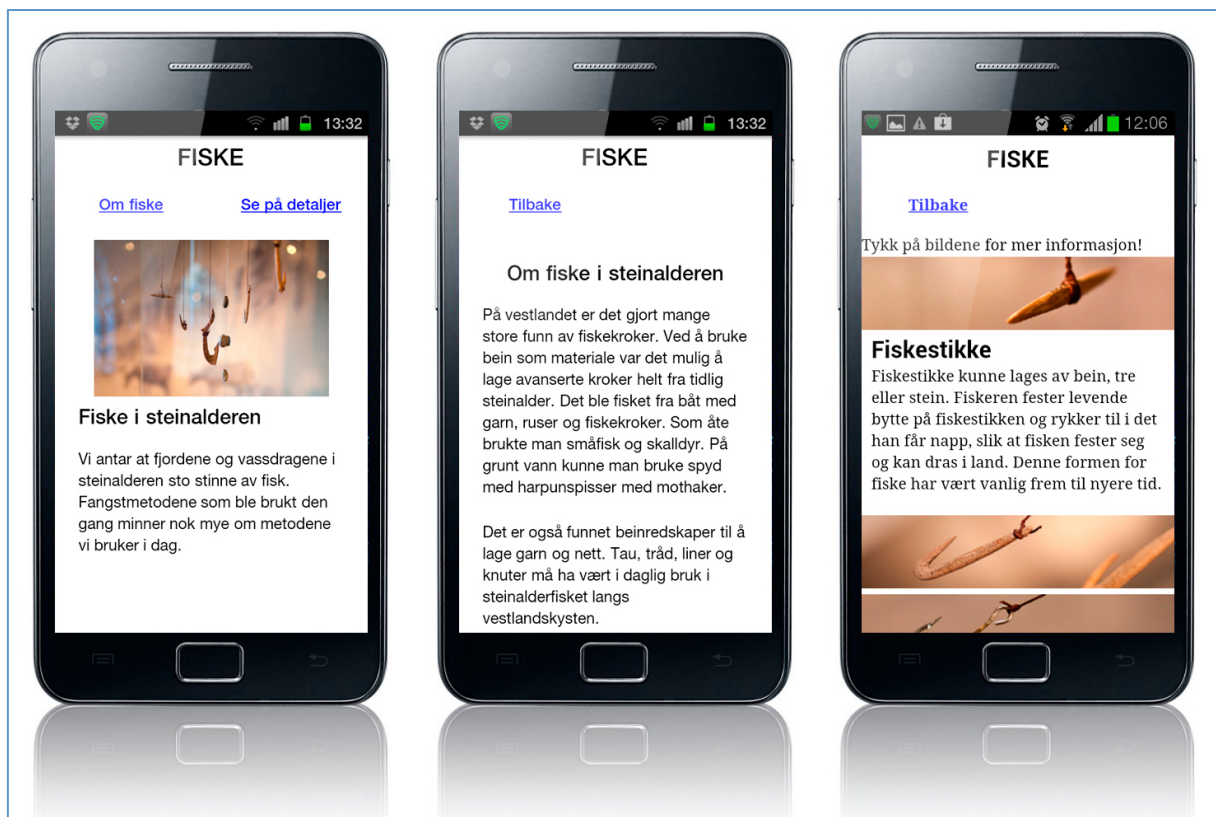 13:32
FISKE
Om fiske
Se på detaljer
Fiske i steinalderen
Vi antar at fjordene og vassdragene i
steinalderen sto stinne av fisk.
Fangstmetodene som ble brukt den
gang minner nok mye om metodene
vi bruker i dag.
13:32
FISKE
Tilbake
Om fiske i steinalderen
På vestlandet er det gjort mange
store funn av fiskekroker. Ved å bruke
bein som materiale var det mulig å
lage avanserte kroker helt fra tidlig
steinalder. Det ble fisket fra båt med
garn, ruser og fiskekroker. Som åte
brukte man småfisk og skalldyr. På
grunt vann kunne man bruke spyd
med harpunspisser med mothaker.
Det er også funnet beinredskaper til å
lage garn og nett. Tau, tråd, liner og
knuter må ha vært i daglig bruk i
steinalderfisket langs
vestlandskysten.
12:06
FISKE
Tilbake
Tykk på bildene for mer informasjon!
Fiskestikke
Fiskestikke kunne lages av bein, tre
eller stein. Fiskeren fester levende
bytte på fiskestikken og rykker til i det
han får napp, slik at fisken fester seg
og kan dras i land. Denne formen for
fiske har vært vanlig frem til nyere tid.